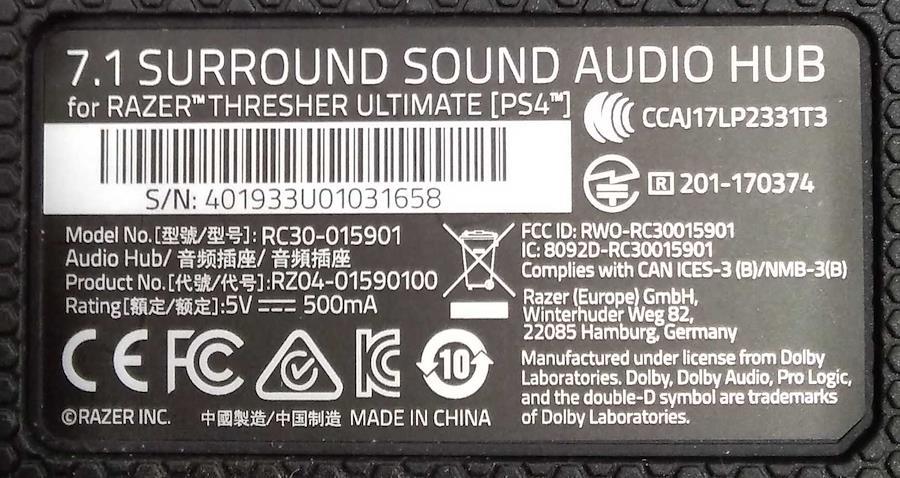 7.1 SURROUND SOUND AUDIO HUB
for RAZER™ THRESHER ULTIMATE [PS4™]
CCAJ17LP2331T3
S/N: 401933U01031658
R 201-170374
Model No.[型號/型号]: RC30-015901
Audio Hub/ 音频插座/ 音頻插座
Product No.[代號/代号]:RZ04-01590100
Rating[額定/额定]:5V 500mA
FCC ID: RWO-RC30015901
IC: 8092D-RC30015901
Complies with CAN ICES-3 (B)/NMB-3(B)
Razer (Europe) GmbH,
Winterhuder Weg 82,
22085 Hamburg, Germany
CE FC 10
Manufactured under license from Dolby
Laboratories. Dolby, Dolby Audio, Pro Logic,
and the double-D symbol are trademarks
of Dolby Laboratories.
©RAZER INC. 中國製造/中国制造 MADE IN CHINA